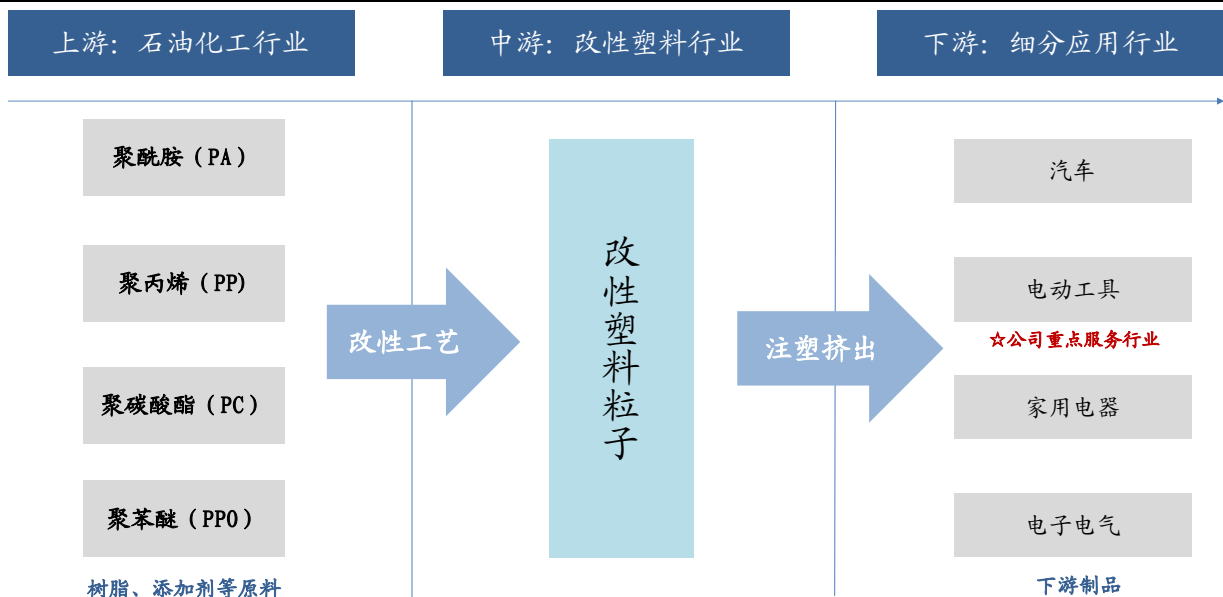 上游：石油化工行业
中游：改性塑料行业
下游：细分应用行业
聚酰胺（PA）
聚丙烯（PP)
聚碳酸酯（PC）
聚苯醚（PPO）
树脂、添加剂等原料
改性工艺
改性塑料粒子
注塑挤出
汽车
电动工具
☆公司重点服务行业
家用电器
电子电气
下游制品